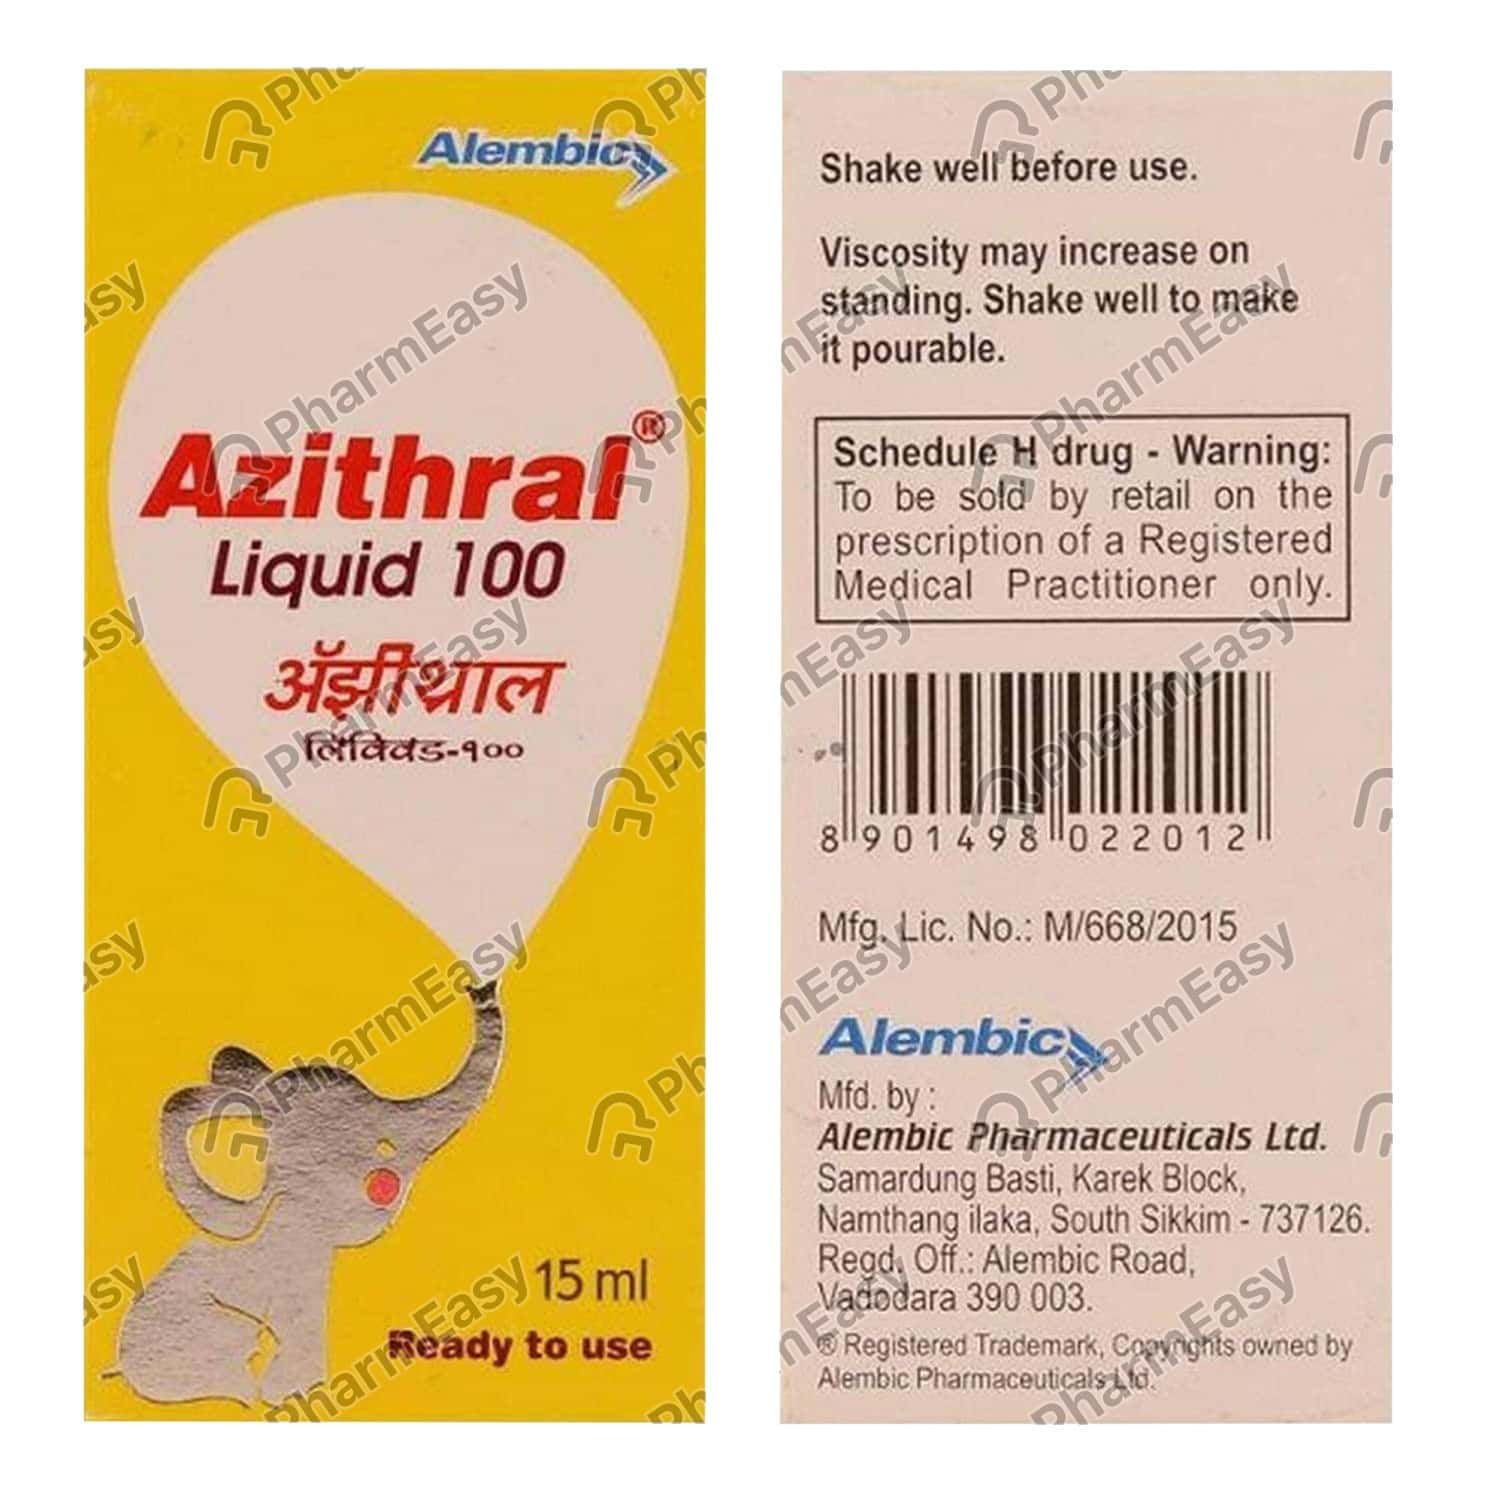 Alembic
Azithral®
Liquid 100
ॲझीथ्राल
लिक्विड-१००
15 ml
Ready to use
Shake well before use.
Viscosity may increase on
standing. Shake well to make
it pourable.
Schedule H drug - Warning:
To be sold by retail on the
prescription of a Registered
Medical Practitioner only.
8 901498 022012
Mfg. Lic. No.: M/668/2015
Alembic
Mfd. by :
Alembic Pharmaceuticals Ltd.
Samardung Basti, Karek Block,
Namthang ilaka, South Sikkim - 737126.
Regd. Off.: Alembic Road,
Vadodara 390 003.
® Registered Trademark, Copyrights owned by
Alembic Pharmaceuticals Ltd.
PharmEasy